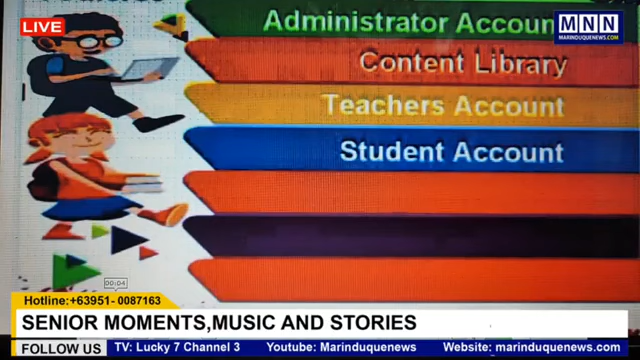 LIVE
Administrator Accoun
MNN
MARINDUQUENEWS.COM
Content Library
Teachers Account
Student Account
00:04
Hotline:+63951- 0087163
SENIOR MOMENTS,MUSIC AND STORIES
FOLLOW US
TV: Lucky 7 Channel 3
Youtube: Marinduquenews
Website: marinduquenews.com